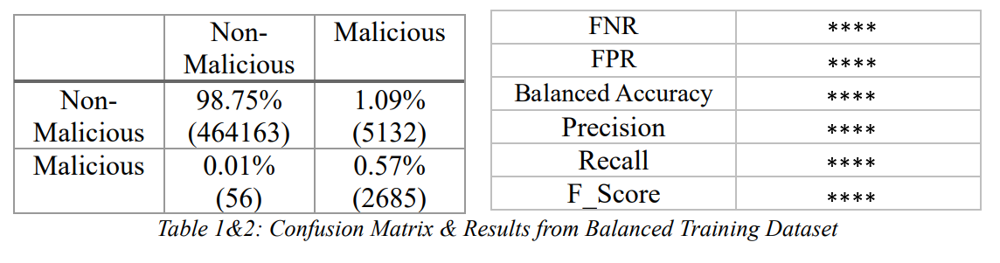 Non-
Malicious
Malicious
Non-
Malicious
98.75%
(464163)
1.09%
(5132)
Malicious
0.01%
(56)
0.57%
(2685)
FNR ****
FPR ****
Balanced Accuracy ****
Precision ****
Recall ****
F_Score ****
Table 1&2: Confusion Matrix & Results from Balanced Training Dataset